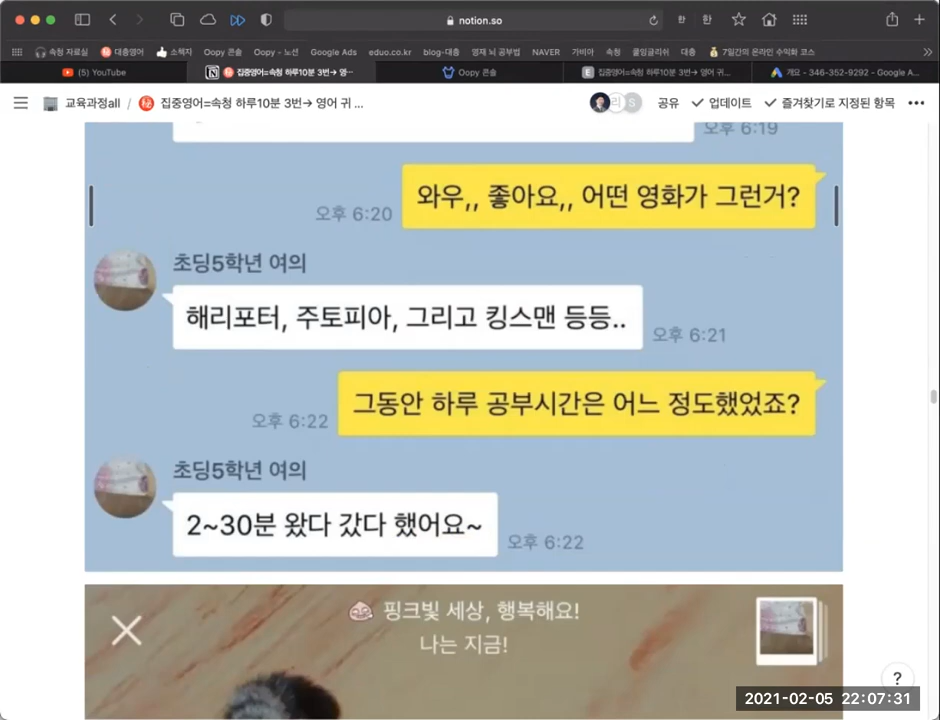 notion.so
속청 자료실
대충영어
소책자
Oopy 콘솔
Oopy - 노션
Google Ads
eduo.co.kr
blog-대충
영재 뇌 공부법
NAVER
가비아
속청
콜잉글리쉬
대충
7일간의 온라인 수익화 코스
(5) YouTube
집중영어=속청 하루10분 3번→ 영…
Oopy 콘솔
집중영어=속청 하루10분 3번→ 영어 귀…
개요 - 346-352-9292 - Google A…
교육과정all / 집중영어=속청 하루10분 3번→ 영어 귀 ...
공유
업데이트
즐겨찾기로 지정된 항목
오후 6:19
와우,, 좋아요,, 어떤 영화가 그런거?
오후 6:20
초딩5학년 여의
해리포터, 주토피아, 그리고 킹스맨 등등..
오후 6:21
그동안 하루 공부시간은 어느 정도했었죠?
오후 6:22
초딩5학년 여의
2~30분 왔다 갔다 했어요~
오후 6:22
핑크빛 세상, 행복해요!
나는 지금!
?
2021-02-05 22:07:31